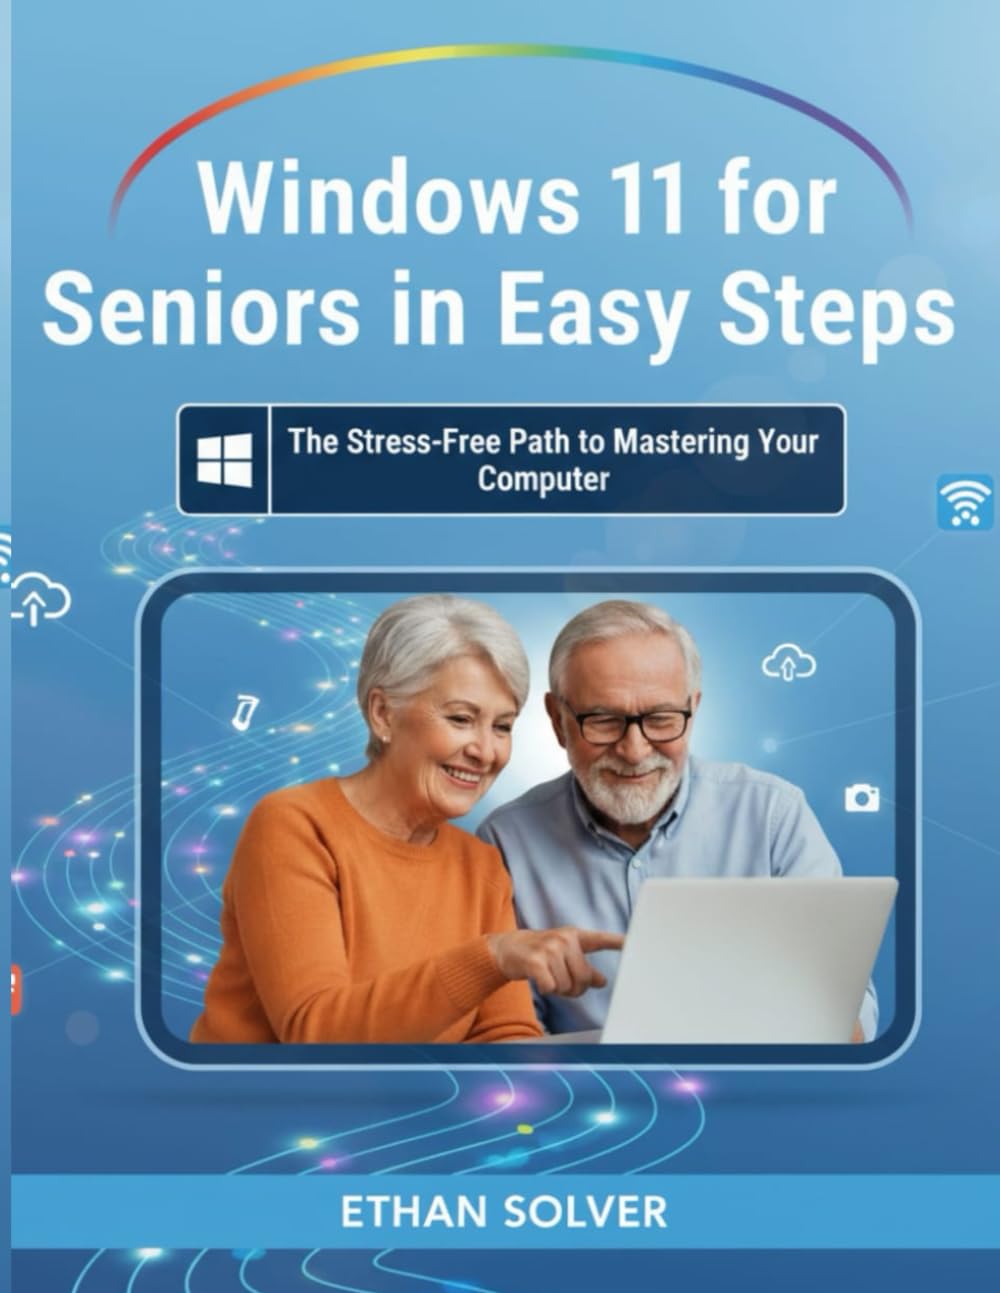 Windows 11 for
Seniors in Easy Steps
The Stress-Free Path to Mastering Your
Computer
ETHAN SOLVER